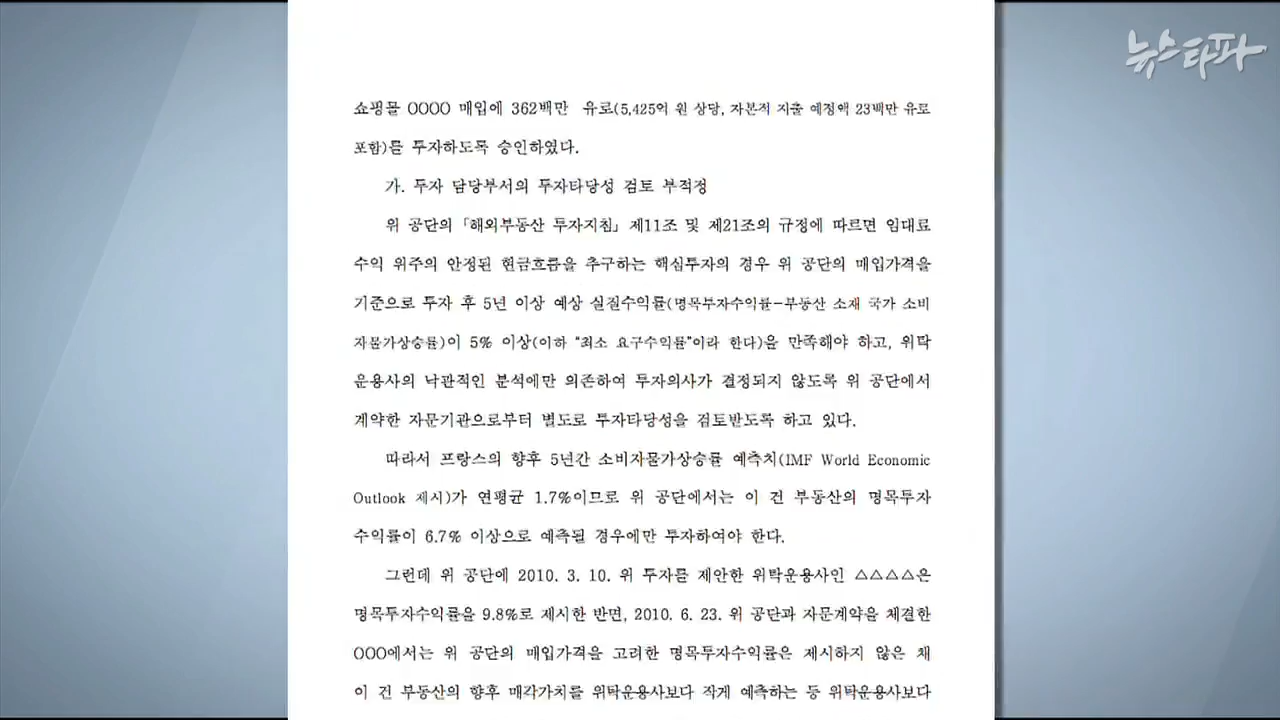 뉴스타파
쇼핑몰 OOOO 매입에 362백만 유로(5,425억 원 상당, 자본적 지출 예정액 23백만 유로
포함)를 투자하도록 승인하였다.
가. 투자 담당부서의 투자타당성 검토 부적정
위 공단의 「해외부동산 투자지침」 제11조 및 제21조의 규정에 따르면 임대료
수익 위주의 안정된 현금흐름을 추구하는 핵심투자의 경우 위 공단의 매입가격을
기준으로 투자 후 5년 이상 예상 실질수익률(명목투자수익률-부동산 소재 국가 소비
자물가상승률)이 5% 이상(이하 "최소 요구수익률"이라 한다)을 만족해야 하고, 위탁
운용사의 낙관적인 분석에만 의존하여 투자의사가 결정되지 않도록 위 공단에서
계약한 자문기관으로부터 별도로 투자타당성을 검토받도록 하고 있다.
따라서 프랑스의 향후 5년간 소비자물가상승률 예측치(IMF World Economic
Outlook 제시)가 연평균 1.7%이므로 위 공단에서는 이 건 부동산의 명목투자
수익률이 6.7% 이상으로 예측될 경우에만 투자하여야 한다.
그런데 위 공단에 2010. 3. 10. 위 투자를 제안한 위탁운용사인 △△△△은
명목투자수익률을 9.8%로 제시한 반면, 2010. 6. 23. 위 공단과 자문계약을 체결한
OOO에서는 위 공단의 매입가격을 고려한 명목투자수익률은 제시하지 않은 채
이 건 부동산의 향후 매각가치를 위탁운용사보다 작게 예측하는 등 위탁운용사보다